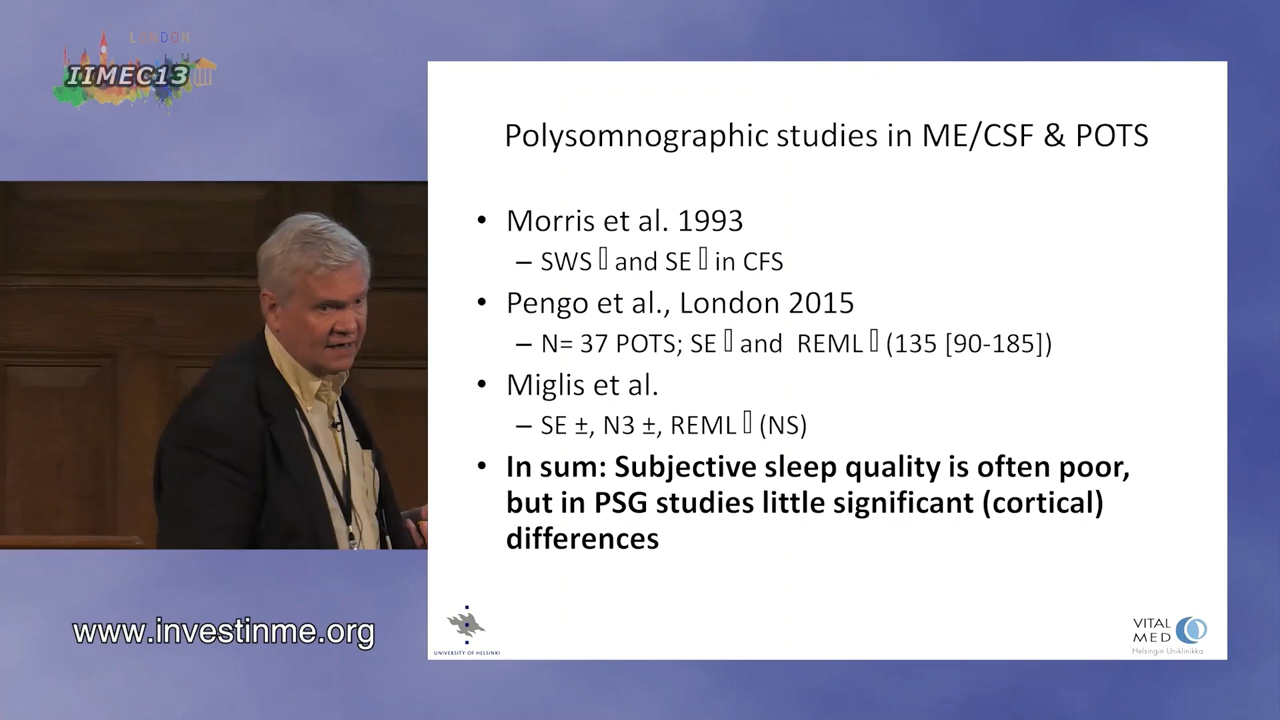 LONDON
IIMEC13
Polysomnographic studies in ME/CSF & POTS
• Morris et al. 1993
– SWS ▯ and SE ▯ in CFS
• Pengo et al., London 2015
– N= 37 POTS; SE ▯ and REML ▯ (135 [90-185])
• Miglis et al.
– SE ±, N3 ±, REML ▯ (NS)
• In sum: Subjective sleep quality is often poor,
but in PSG studies little significant (cortical)
differences
www.investinme.org
UNIVERSITY OF HELSINKI
VITAL
MED
Helsingin Uniklinikka